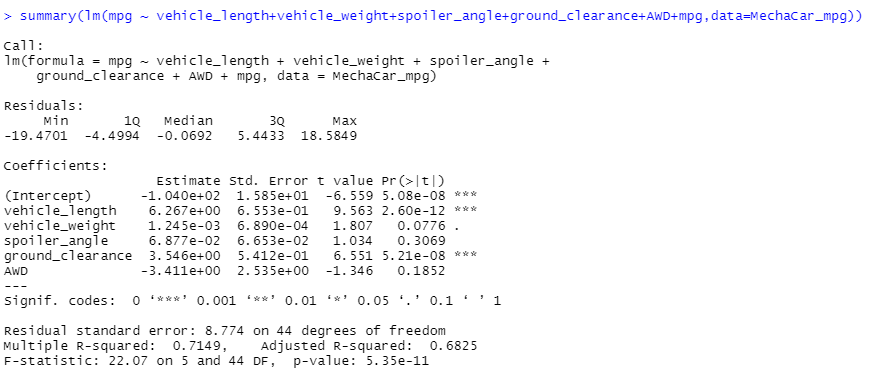 > summary(lm(mpg ~ vehicle_length+vehicle_weight+spoiler_angle+ground_clearance+AWD+mpg,data=MechaCar_mpg))
Call:
lm(formula = mpg ~ vehicle_length + vehicle_weight + spoiler_angle +
    ground_clearance + AWD + mpg, data = MechaCar_mpg)
Residuals:
     Min       1Q   Median       3Q      Max
-19.4701  -4.4994  -0.0692   5.4433  18.5849
Coefficients:
                   Estimate Std. Error t value Pr(>|t|)
(Intercept)      -1.040e+02  1.585e+01  -6.559 5.08e-08 ***
vehicle_length    6.267e+00  6.553e-01   9.563 2.60e-12 ***
vehicle_weight    1.245e-03  6.890e-04   1.807   0.0776 .
spoiler_angle     6.877e-02  6.653e-02   1.034   0.3069
ground_clearance  3.546e+00  5.412e-01   6.551 5.21e-08 ***
AWD              -3.411e+00  2.535e+00  -1.346   0.1852
---
Signif. codes:  0 ‘***’ 0.001 ‘**’ 0.01 ‘*’ 0.05 ‘.’ 0.1 ‘ ’ 1
Residual standard error: 8.774 on 44 degrees of freedom
Multiple R-squared:  0.7149,    Adjusted R-squared:  0.6825
F-statistic: 22.07 on 5 and 44 DF,  p-value: 5.35e-11